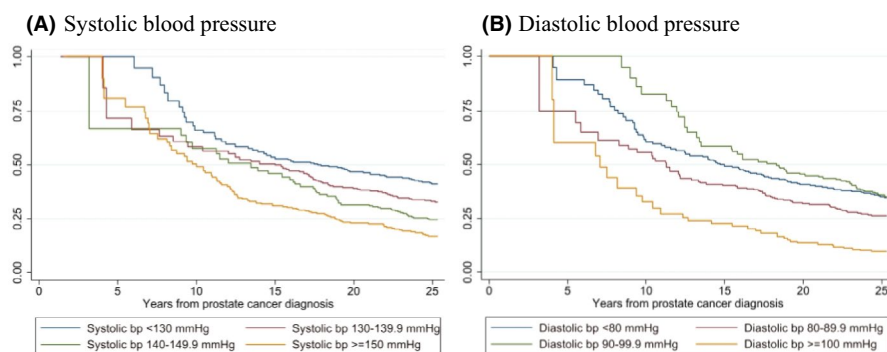 (A) Systolic blood pressure
1.00
0.75
0.50
0.25
0.00
0 5 10 15 20 25
Years from prostate cancer diagnosis
Systolic bp <130 mmHg Systolic bp 130-139.9 mmHg
Systolic bp 140-149.9 mmHg Systolic bp >=150 mmHg
(B) Diastolic blood pressure
1.00
0.75
0.50
0.25
0.00
0 5 10 15 20 25
Years from prostate cancer diagnosis
Diastolic bp <80 mmHg Diastolic bp 80-89.9 mmHg
Diastolic bp 90-99.9 mmHg Diastolic bp >=100 mmHg